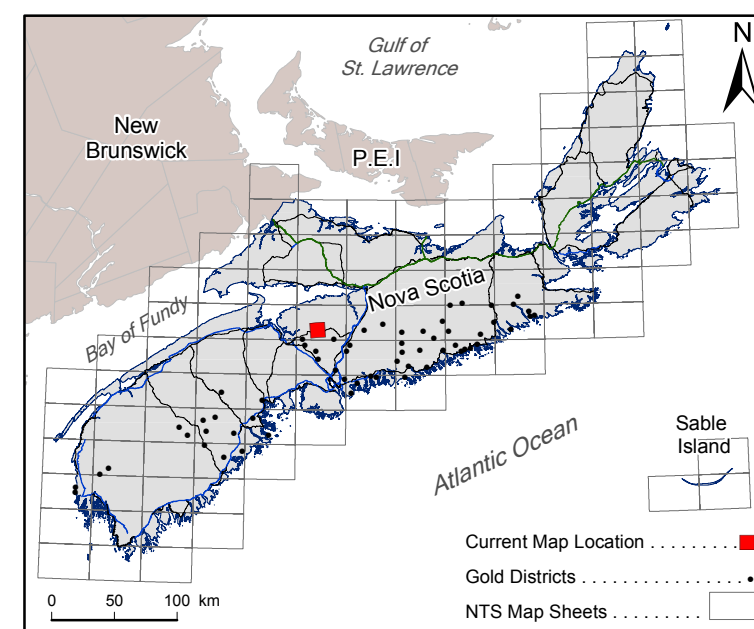 Gulf of
St. Lawrence
N
New
Brunswick
P.E.I
Nova Scotia
Bay of Fundy
Atlantic Ocean
Sable
Island
Current Map Location . . . . . . . . .
Gold Districts . . . . . . . . . . . . . . . .
NTS Map Sheets . . . . . . . . .
0 50 100 km